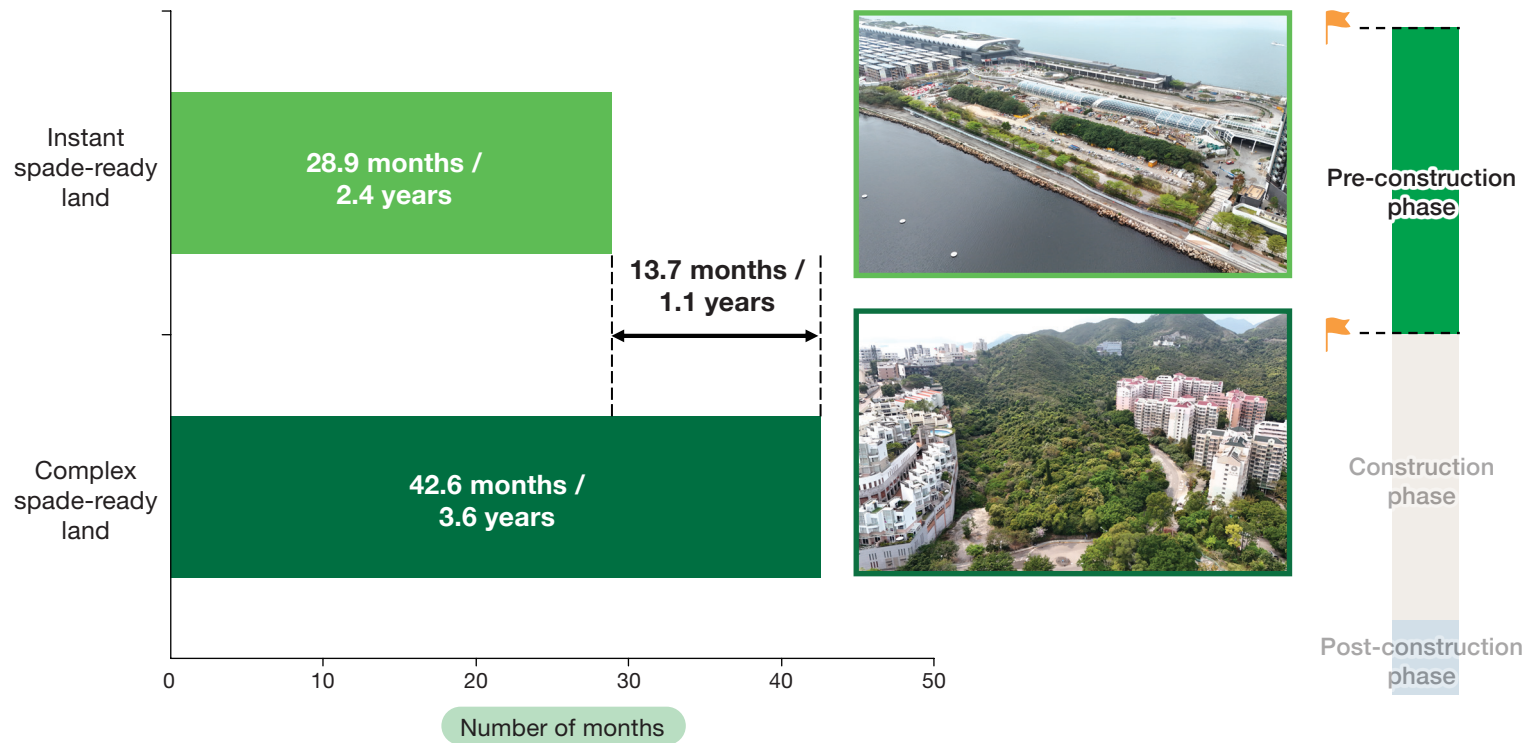 Instant
spade-ready
land
28.9 months /
2.4 years
13.7 months /
1.1 years
Complex
spade-ready
land
42.6 months /
3.6 years
0
10
20
30
40
50
Number of months
Pre-construction
phase
Construction
phase
Post-construction
phase